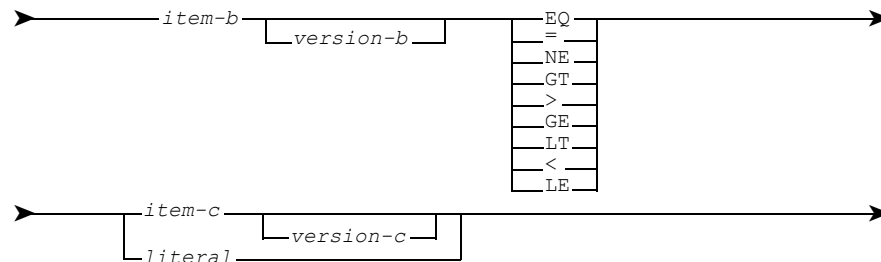 item-b EQ
version-b =
NE
GT
>
GE
LT
<
LE
item-c
version-c
literal